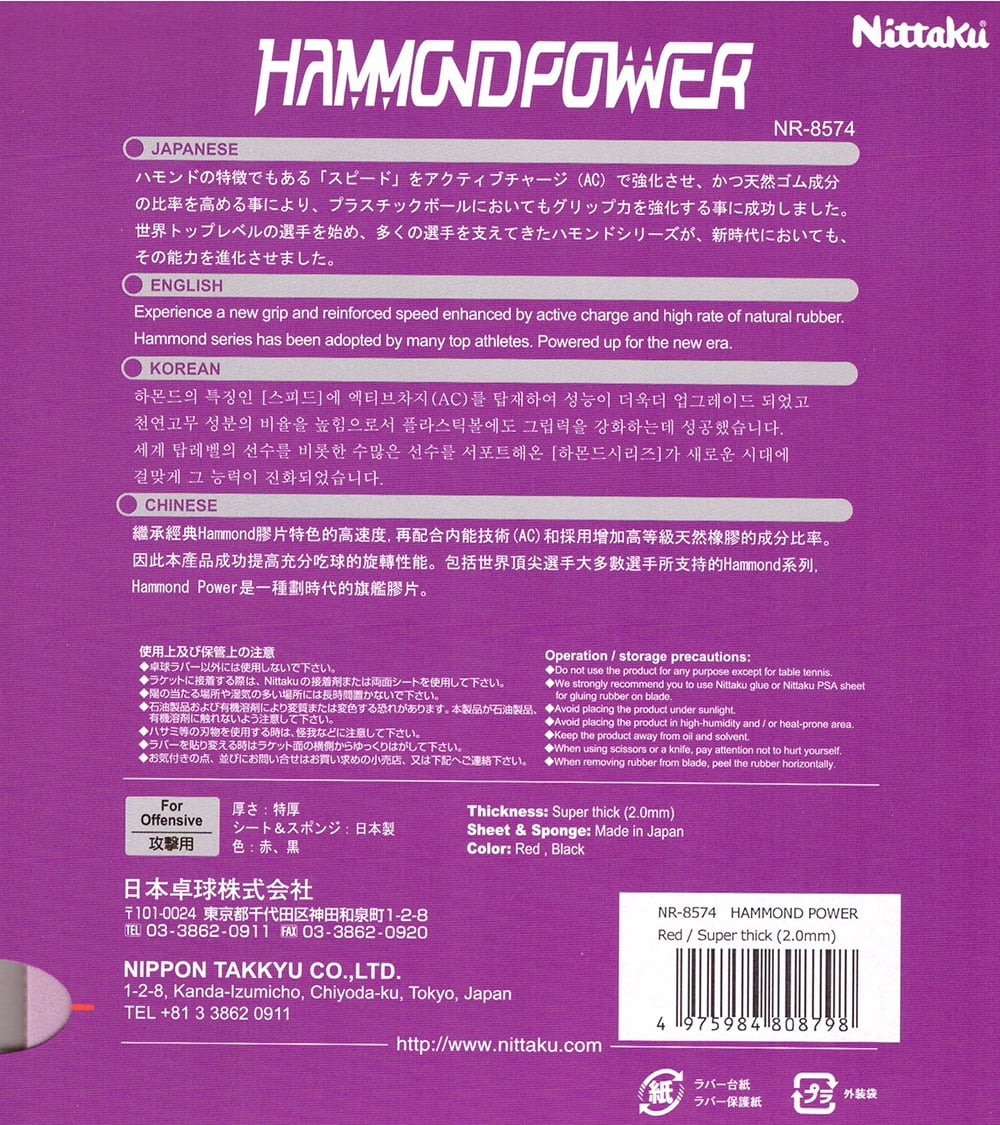 Nittaku®
HAMMOND POWER
NR-8574
JAPANESE
ハモンドの特徴でもある「スピード」をアクティブチャージ（AC）で強化させ、かつ天然ゴム成分
の比率を高める事により、プラスチックボールにおいてもグリップ力を強化する事に成功しました。
世界トップレベルの選手を始め、多くの選手を支えてきたハモンドシリーズが、新時代においても、
その能力を進化させました。
ENGLISH
Experience a new grip and reinforced speed enhanced by active charge and high rate of natural rubber.
Hammond series has been adopted by many top athletes. Powered up for the new era.
KOREAN
하몬드의 특징인 [스피드]에 엑티브차지(AC)를 탑재하여 성능이 더욱더 업그레이드 되었고
천연고무 성분의 비율을 높힘으로서 플라스틱볼에도 그립력을 강화하는데 성공했습니다.
세계 탑레벨의 선수를 비롯한 수많은 선수를 서포트해온 [하몬드시리즈]가 새로운 시대에
걸맞게 그 능력이 진화되었습니다.
CHINESE
繼承經典Hammond膠片特色的高速度, 再配合内能技術(AC)和採用增加高等級天然橡膠的成分比率。
因此本產品成功提高充分吃球的旋轉性能。包括世界頂尖選手大多數選手所支持的Hammond系列,
Hammond Power是一種劃時代的旗艦膠片。
使用上及び保管上の注意
◆卓球ラバー以外には使用しないで下さい。
◆ラケットに接着する際は、Nittakuの接着剤または両面シートを使用して下さい。
◆陽の当たる場所や湿気の多い場所には長時間置かないで下さい。
◆石油製品および有機溶剤により変質または変色する恐れがあります。本製品が石油製品、
有機溶剤に触れないよう注意して下さい。
◆ハサミ等の刃物を使用する時は、怪我などに注意して下さい。
◆ラバーを貼り変える時はラケット面の横側からゆっくりはがして下さい。
◆お気付きの点、並びにお問い合せはお買い求めの小売店、又は下記へご連絡下さい。
Operation / storage precautions:
◆Do not use the product for any purpose except for table tennis.
◆We strongly recommend you to use Nittaku glue or Nittaku PSA sheet
for gluing rubber on blade.
◆Avoid placing the product under sunlight.
◆Avoid placing the product in high-humidity and / or heat-prone area.
◆Keep the product away from oil and solvent.
◆When using scissors or a knife, pay attention not to hurt yourself.
◆When removing rubber from blade, peel the rubber horizontally.
For
Offensive
攻撃用
厚さ：特厚
シート＆スポンジ：日本製
色：赤、黒
Thickness: Super thick (2.0mm)
Sheet & Sponge: Made in Japan
Color: Red , Black
日本卓球株式会社
〒101-0024 東京都千代田区神田和泉町1-2-8
TEL 03-3862-0911 FAX 03-3862-0920
NIPPON TAKKYU CO.,LTD.
1-2-8, Kanda-Izumicho, Chiyoda-ku, Tokyo, Japan
TEL +81 3 3862 0911
NR-8574 HAMMOND POWER
Red / Super thick (2.0mm)
4 975984 808798
http://www.nittaku.com
紙
ラバー台紙
ラバー保護紙
プラ
外装袋